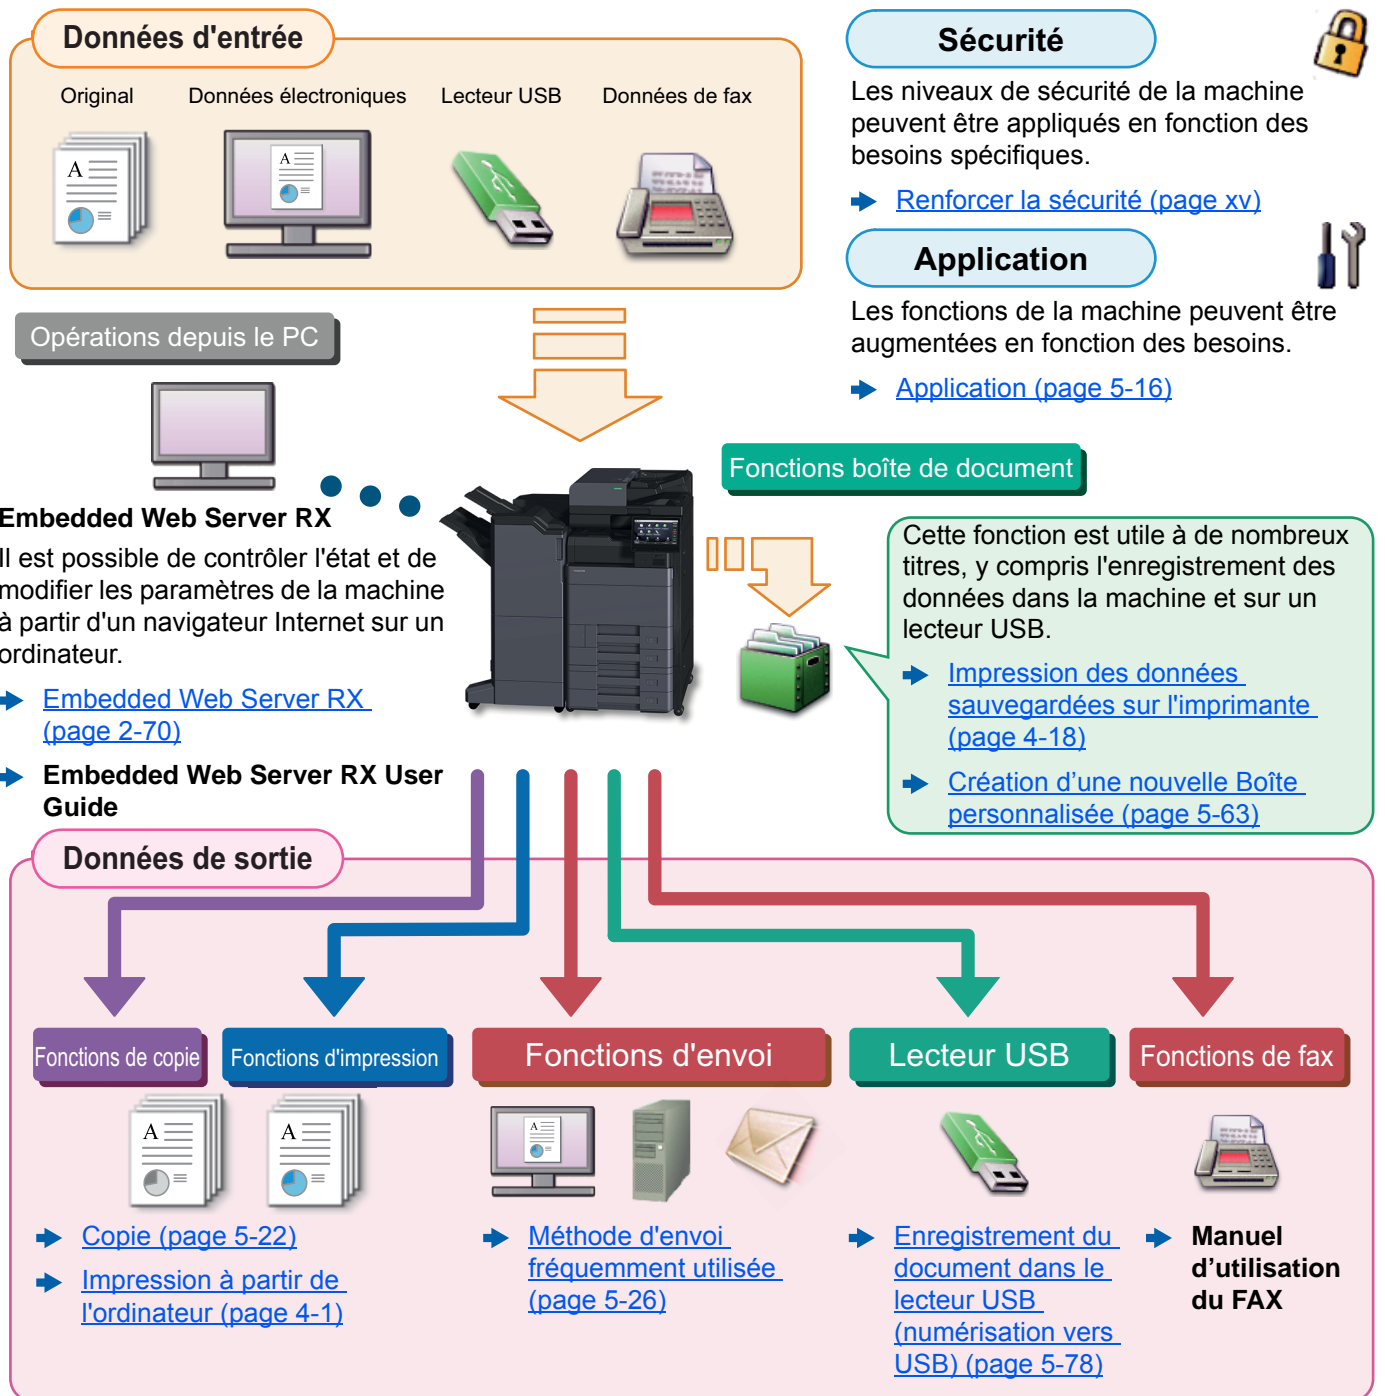 Données d'entrée
Original
Données électroniques
Lecteur USB
Données de fax
Sécurité
Les niveaux de sécurité de la machine
peuvent être appliqués en fonction des
besoins spécifiques.
Renforcer la sécurité (page xv)
Application
Les fonctions de la machine peuvent être
augmentées en fonction des besoins.
Application (page 5-16)
Opérations depuis le PC
Embedded Web Server RX
Il est possible de contrôler l'état et de
modifier les paramètres de la machine
à partir d'un navigateur Internet sur un
ordinateur.
Embedded Web Server RX
(page 2-70)
Embedded Web Server RX User
Guide
Fonctions boîte de document
Cette fonction est utile à de nombreux
titres, y compris l'enregistrement des
données dans la machine et sur un
lecteur USB.
Impression des données
sauvegardées sur l'imprimante
(page 4-18)
Création d’une nouvelle Boîte
personnalisée (page 5-63)
Données de sortie
Fonctions de copie
Fonctions d'impression
Fonctions d'envoi
Lecteur USB
Fonctions de fax
A
A
A
A
A
Copie (page 5-22)
Impression à partir de
l'ordinateur (page 4-1)
Méthode d'envoi
fréquemment utilisée
(page 5-26)
Enregistrement du
document dans le
lecteur USB
(numérisation vers
USB) (page 5-78)
Manuel
d’utilisation
du FAX